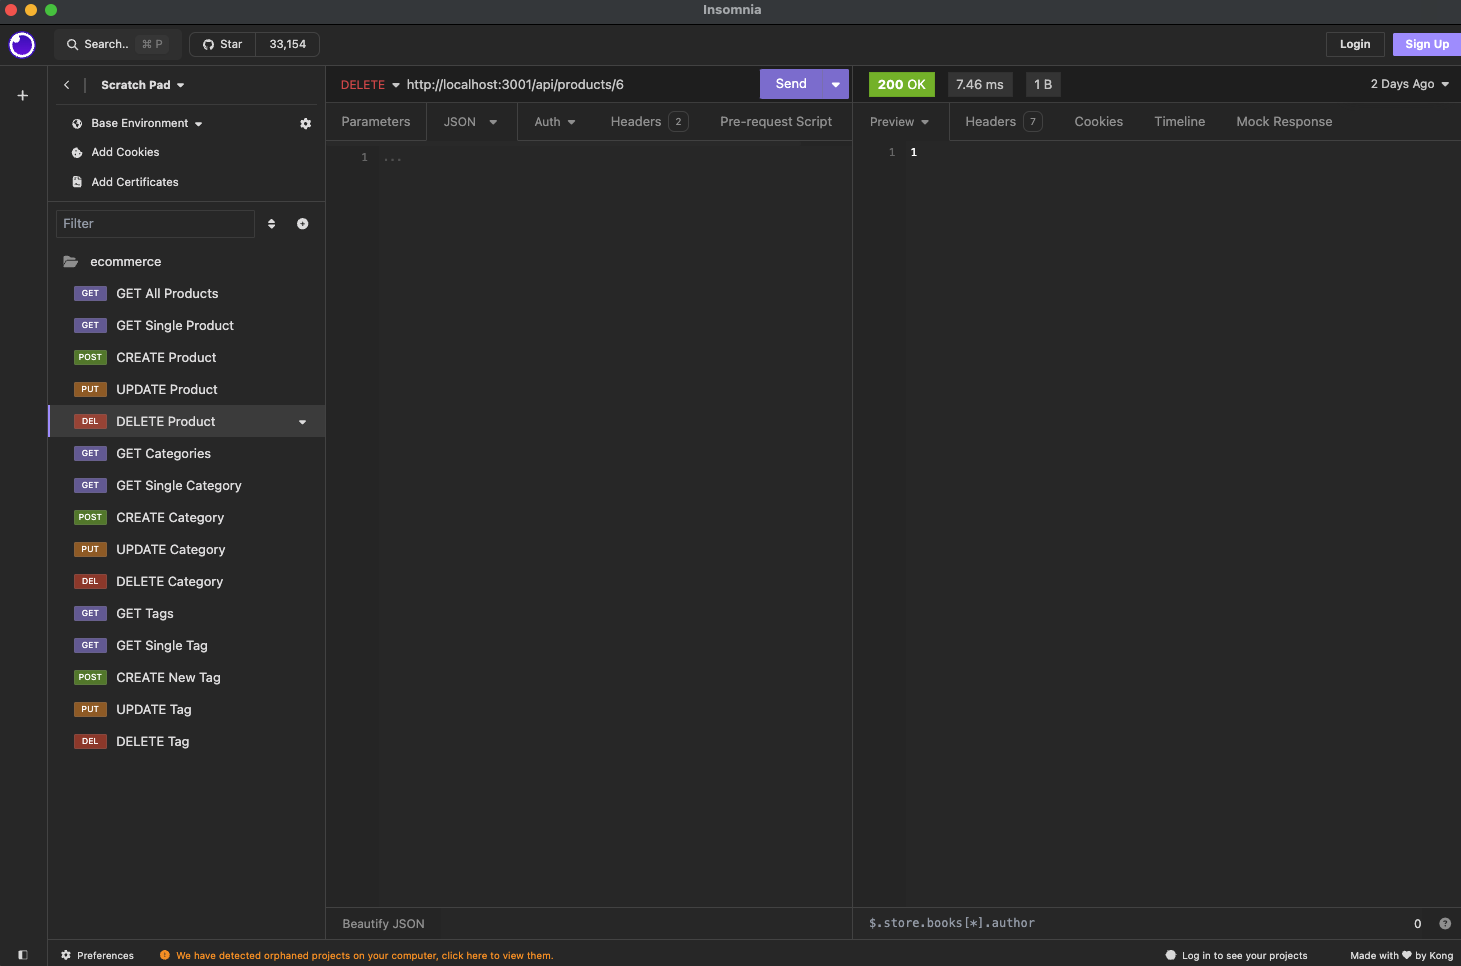 Insomnia
Search.. ⌘ P Star 33,154 Login Sign Up
Scratch Pad
Base Environment
Add Cookies
Add Certificates
Filter
ecommerce
GET GET All Products
GET GET Single Product
POST CREATE Product
PUT UPDATE Product
DEL DELETE Product
GET GET Categories
GET GET Single Category
POST CREATE Category
PUT UPDATE Category
DEL DELETE Category
GET GET Tags
GET GET Single Tag
POST CREATE New Tag
PUT UPDATE Tag
DEL DELETE Tag
DELETE http://localhost:3001/api/products/6 Send
Parameters JSON Auth Headers 2 Pre-request Script
1 ...
Beautify JSON
200 OK 7.46 ms 1 B 2 Days Ago
Preview Headers 7 Cookies Timeline Mock Response
1 1
$.store.books[*].author 0 ?
Preferences ! We have detected orphaned projects on your computer, click here to view them. Log in to see your projects Made with ♥ by Kong